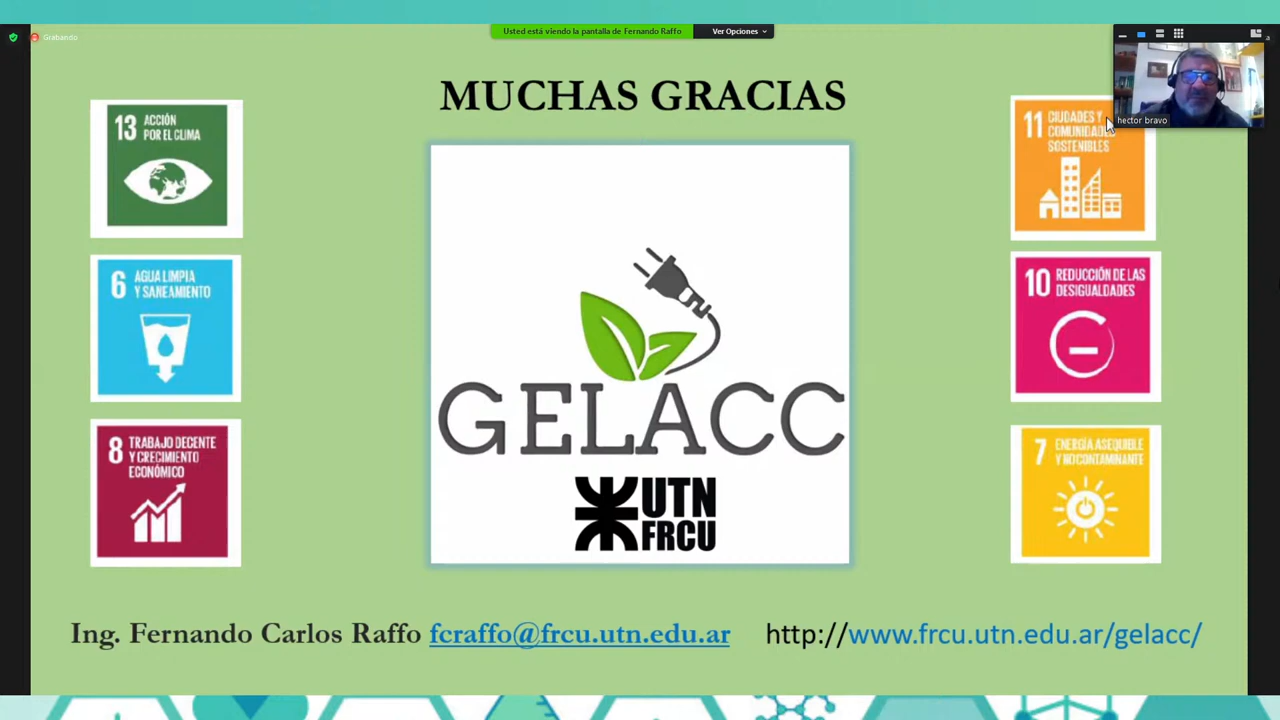 Grabando
Usted está viendo la pantalla de Fernando Raffo
Ver Opciones
hector bravo
MUCHAS GRACIAS
13 ACCIÓN
POR EL CLIMA
11 CIUDADES Y
COMUNIDADES
SOSTENIBLES
6 AGUA LIMPIA
Y SANEAMIENTO
10 REDUCCIÓN DE LAS
DESIGUALDADES
8 TRABAJO DECENTE
Y CRECIMIENTO
ECONÓMICO
7 ENERGÍA ASEQUIBLE
Y NO CONTAMINANTE
GELACC
UTN
FRCU
Ing. Fernando Carlos Raffo fcraffo@frcu.utn.edu.ar http://www.frcu.utn.edu.ar/gelacc/